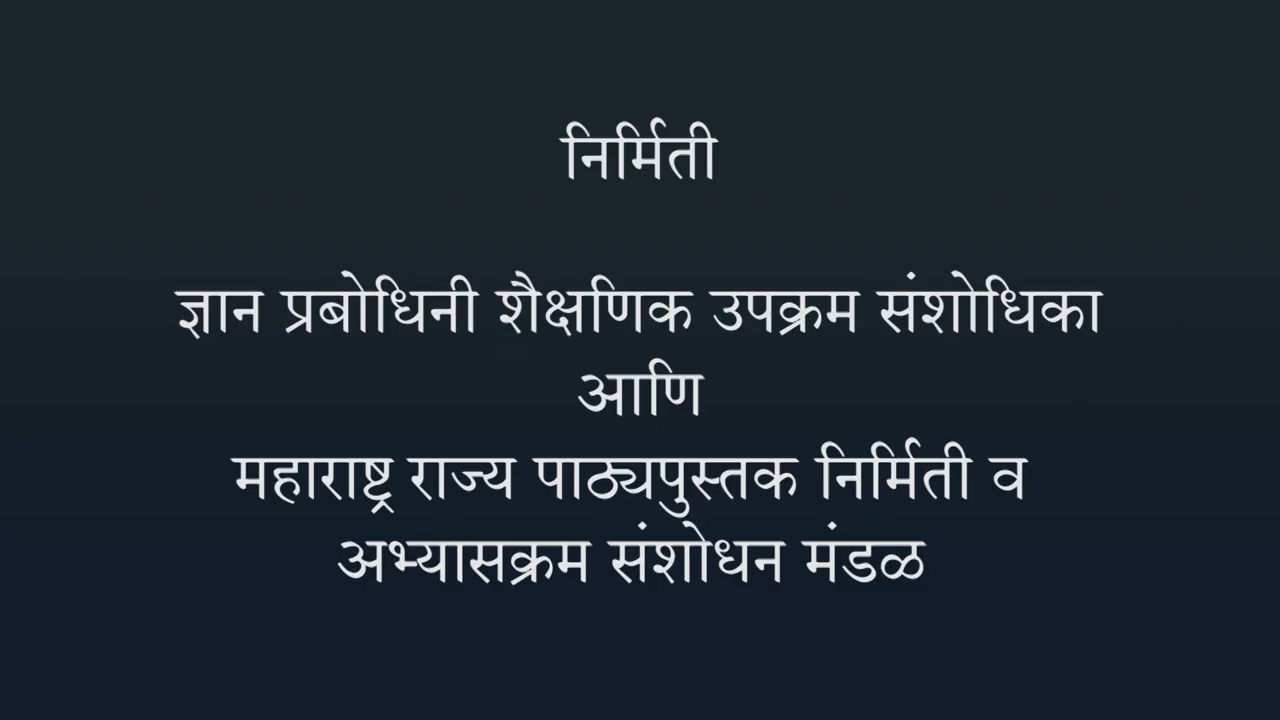 निर्मिती
ज्ञान प्रबोधिनी शैक्षणिक उपक्रम संशोधिका
आणि
महाराष्ट्र राज्य पाठ्यपुस्तक निर्मिती व
अभ्यासक्रम संशोधन मंडळ